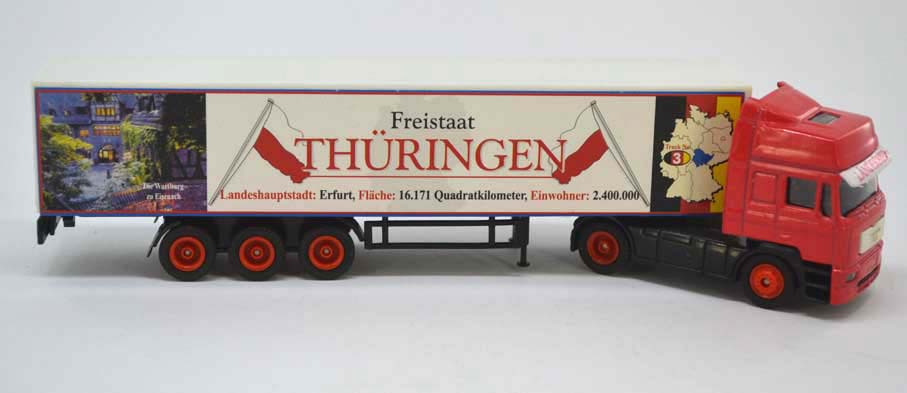 Freistaat
THÜRINGEN
Landeshauptstadt: Erfurt, Fläche: 16.171 Quadratkilometer, Einwohner: 2.400.000
Die Wartburg
zu Eisenach
Truck No
3